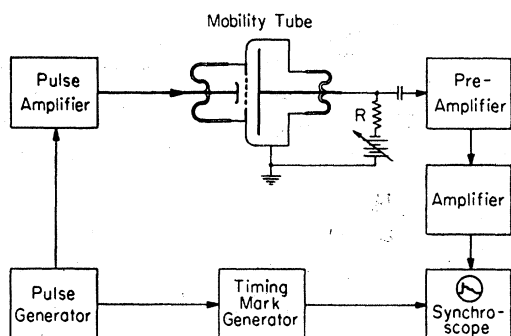 Mobility Tube
Pulse
Amplifier
R
Pre-
Amplifier
Amplifier
Pulse
Generator
Timing
Mark
Generator
Synchro-
scope